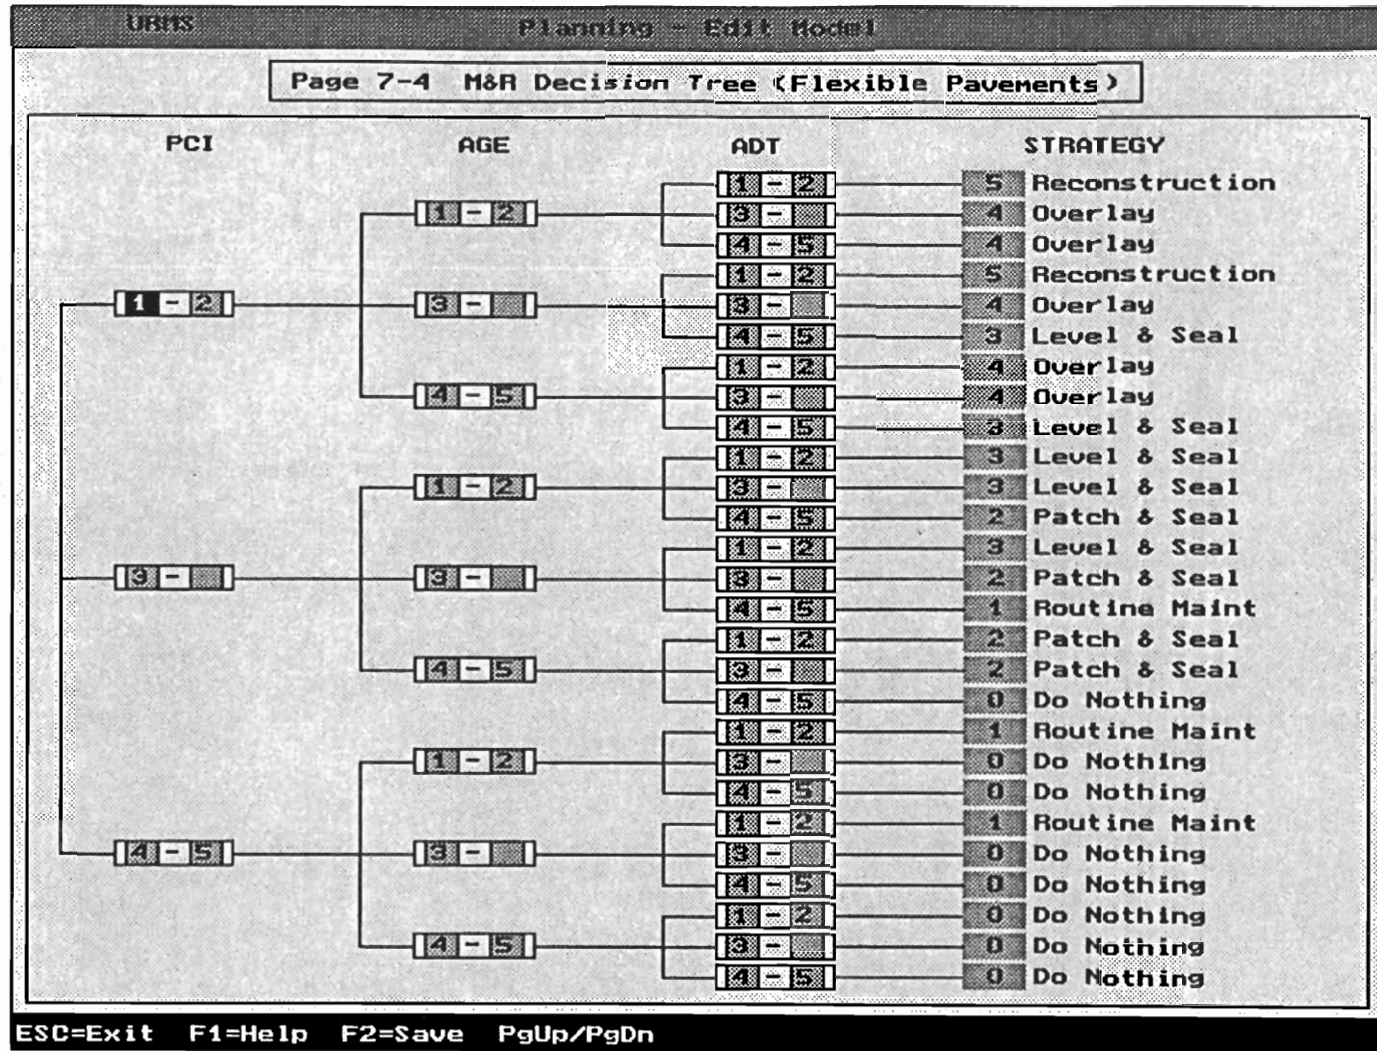 URMS Planning - Edit Model
Page 7-4 M&R Decision Tree (Flexible Pavements)
PCI AGE ADT STRATEGY
1 - 2 5 Reconstruction
1 - 2 3 - 4 Overlay
4 - 5 4 Overlay
1 - 2 5 Reconstruction
1 - 2 3 - 3 - 4 Overlay
4 - 5 3 Level & Seal
1 - 2 4 Overlay
4 - 5 3 - 4 Overlay
4 - 5 3 Level & Seal
1 - 2 3 Level & Seal
1 - 2 3 - 3 Level & Seal
4 - 5 2 Patch & Seal
1 - 2 3 Level & Seal
3 - 3 - 3 - 2 Patch & Seal
4 - 5 1 Routine Maint
1 - 2 2 Patch & Seal
4 - 5 3 - 2 Patch & Seal
4 - 5 0 Do Nothing
1 - 2 1 Routine Maint
1 - 2 3 - 0 Do Nothing
4 - 5 0 Do Nothing
1 - 2 1 Routine Maint
4 - 5 3 - 3 - 0 Do Nothing
4 - 5 0 Do Nothing
1 - 2 0 Do Nothing
4 - 5 3 - 0 Do Nothing
4 - 5 0 Do Nothing
ESC=Exit F1=Help F2=Save PgUp/PgDn